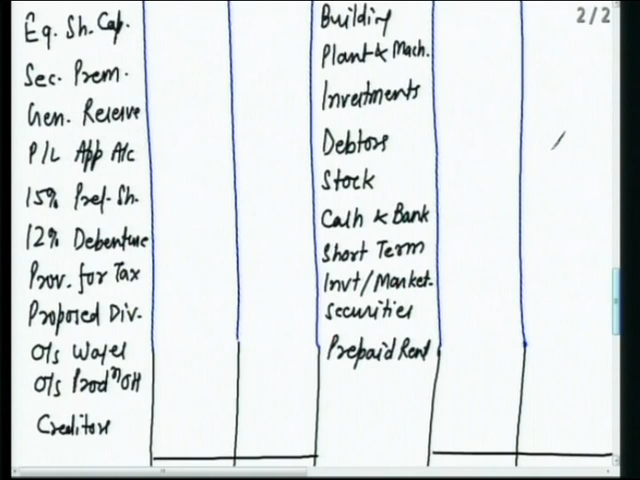 2/2
Eq. Sh. Cap.
Sec. Prem.
Gen. Reserve
P/L App A/c
15% Pref. Sh.
12% Debenture
Prov. for Tax
Proposed Div.
O/s Wages
O/s Prodⁿ OH
Creditors
Building
Plant & Mach.
Investments
Debtors
Stock
Cash & Bank
Short Term
Invt/Market.
Securities
Prepaid Rent